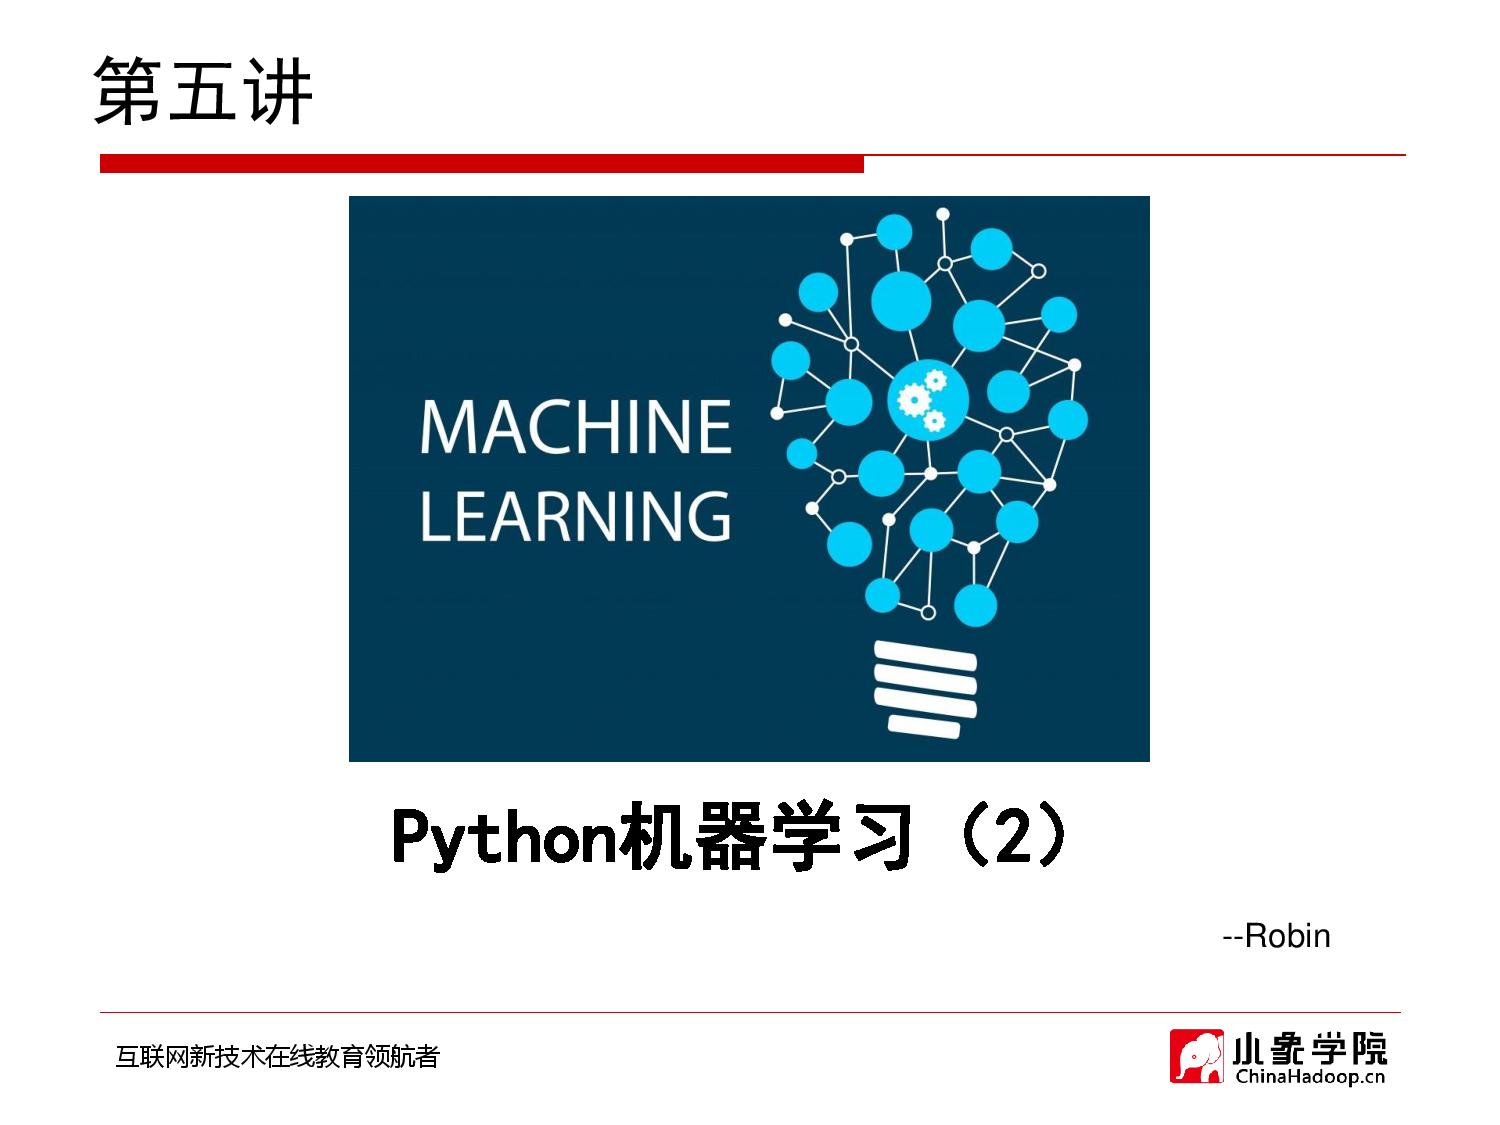 第五讲
MACHINE
LEARNING
Python机器学习（2）
--Robin
互联网新技术在线教育领航者
小象学院
ChinaHadoop.cn